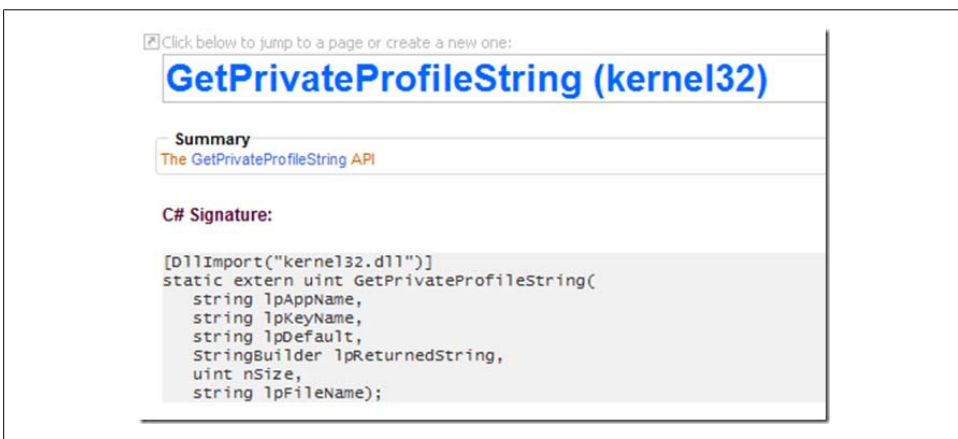 Click below to jump to a page or create a new one:
GetPrivateProfileString (kernel32)
Summary
The GetPrivateProfileString API
C# Signature:
[DllImport("kernel32.dll")]
static extern uint GetPrivateProfileString(
string lpAppName,
string lpKeyName,
string lpDefault,
StringBuilder lpReturnedString,
uint nSize,
string lpFileName);